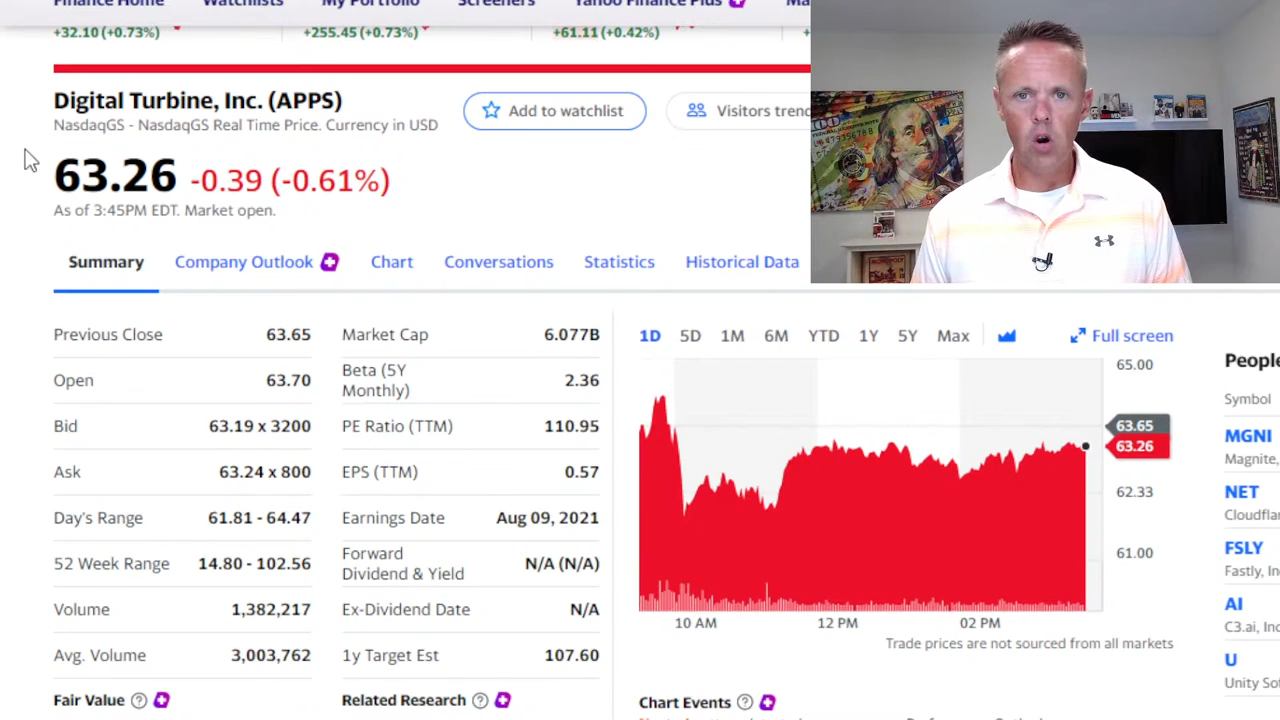 Finance Home Watchlists My Portfolio Screeners Yahoo Finance Plus
+32.10 (+0.73%) +255.45 (+0.73%) +61.11 (+0.42%)
Digital Turbine, Inc. (APPS)
NasdaqGS - NasdaqGS Real Time Price. Currency in USD
Add to watchlist
Visitors trend
63.26 -0.39 (-0.61%)
As of 3:45PM EDT. Market open.
Summary Company Outlook Chart Conversations Statistics Historical Data
Previous Close 63.65
Open 63.70
Bid 63.19 x 3200
Ask 63.24 x 800
Day's Range 61.81 - 64.47
52 Week Range 14.80 - 102.56
Volume 1,382,217
Avg. Volume 3,003,762
Fair Value
Market Cap 6.077B
Beta (5Y
Monthly) 2.36
PE Ratio (TTM) 110.95
EPS (TTM) 0.57
Earnings Date Aug 09, 2021
Forward
Dividend & Yield N/A (N/A)
Ex-Dividend Date N/A
1y Target Est 107.60
Related Research
1D 5D 1M 6M YTD 1Y 5Y Max Full screen
65.00
63.65
63.26
62.33
61.00
10 AM 12 PM 02 PM
Trade prices are not sourced from all markets
Chart Events
People
Symbol
MGNI
Magnite,
NET
Cloudfla
FSLY
Fastly, In
AI
C3.ai, Inc
U
Unity Sof
100
MONOPOLY